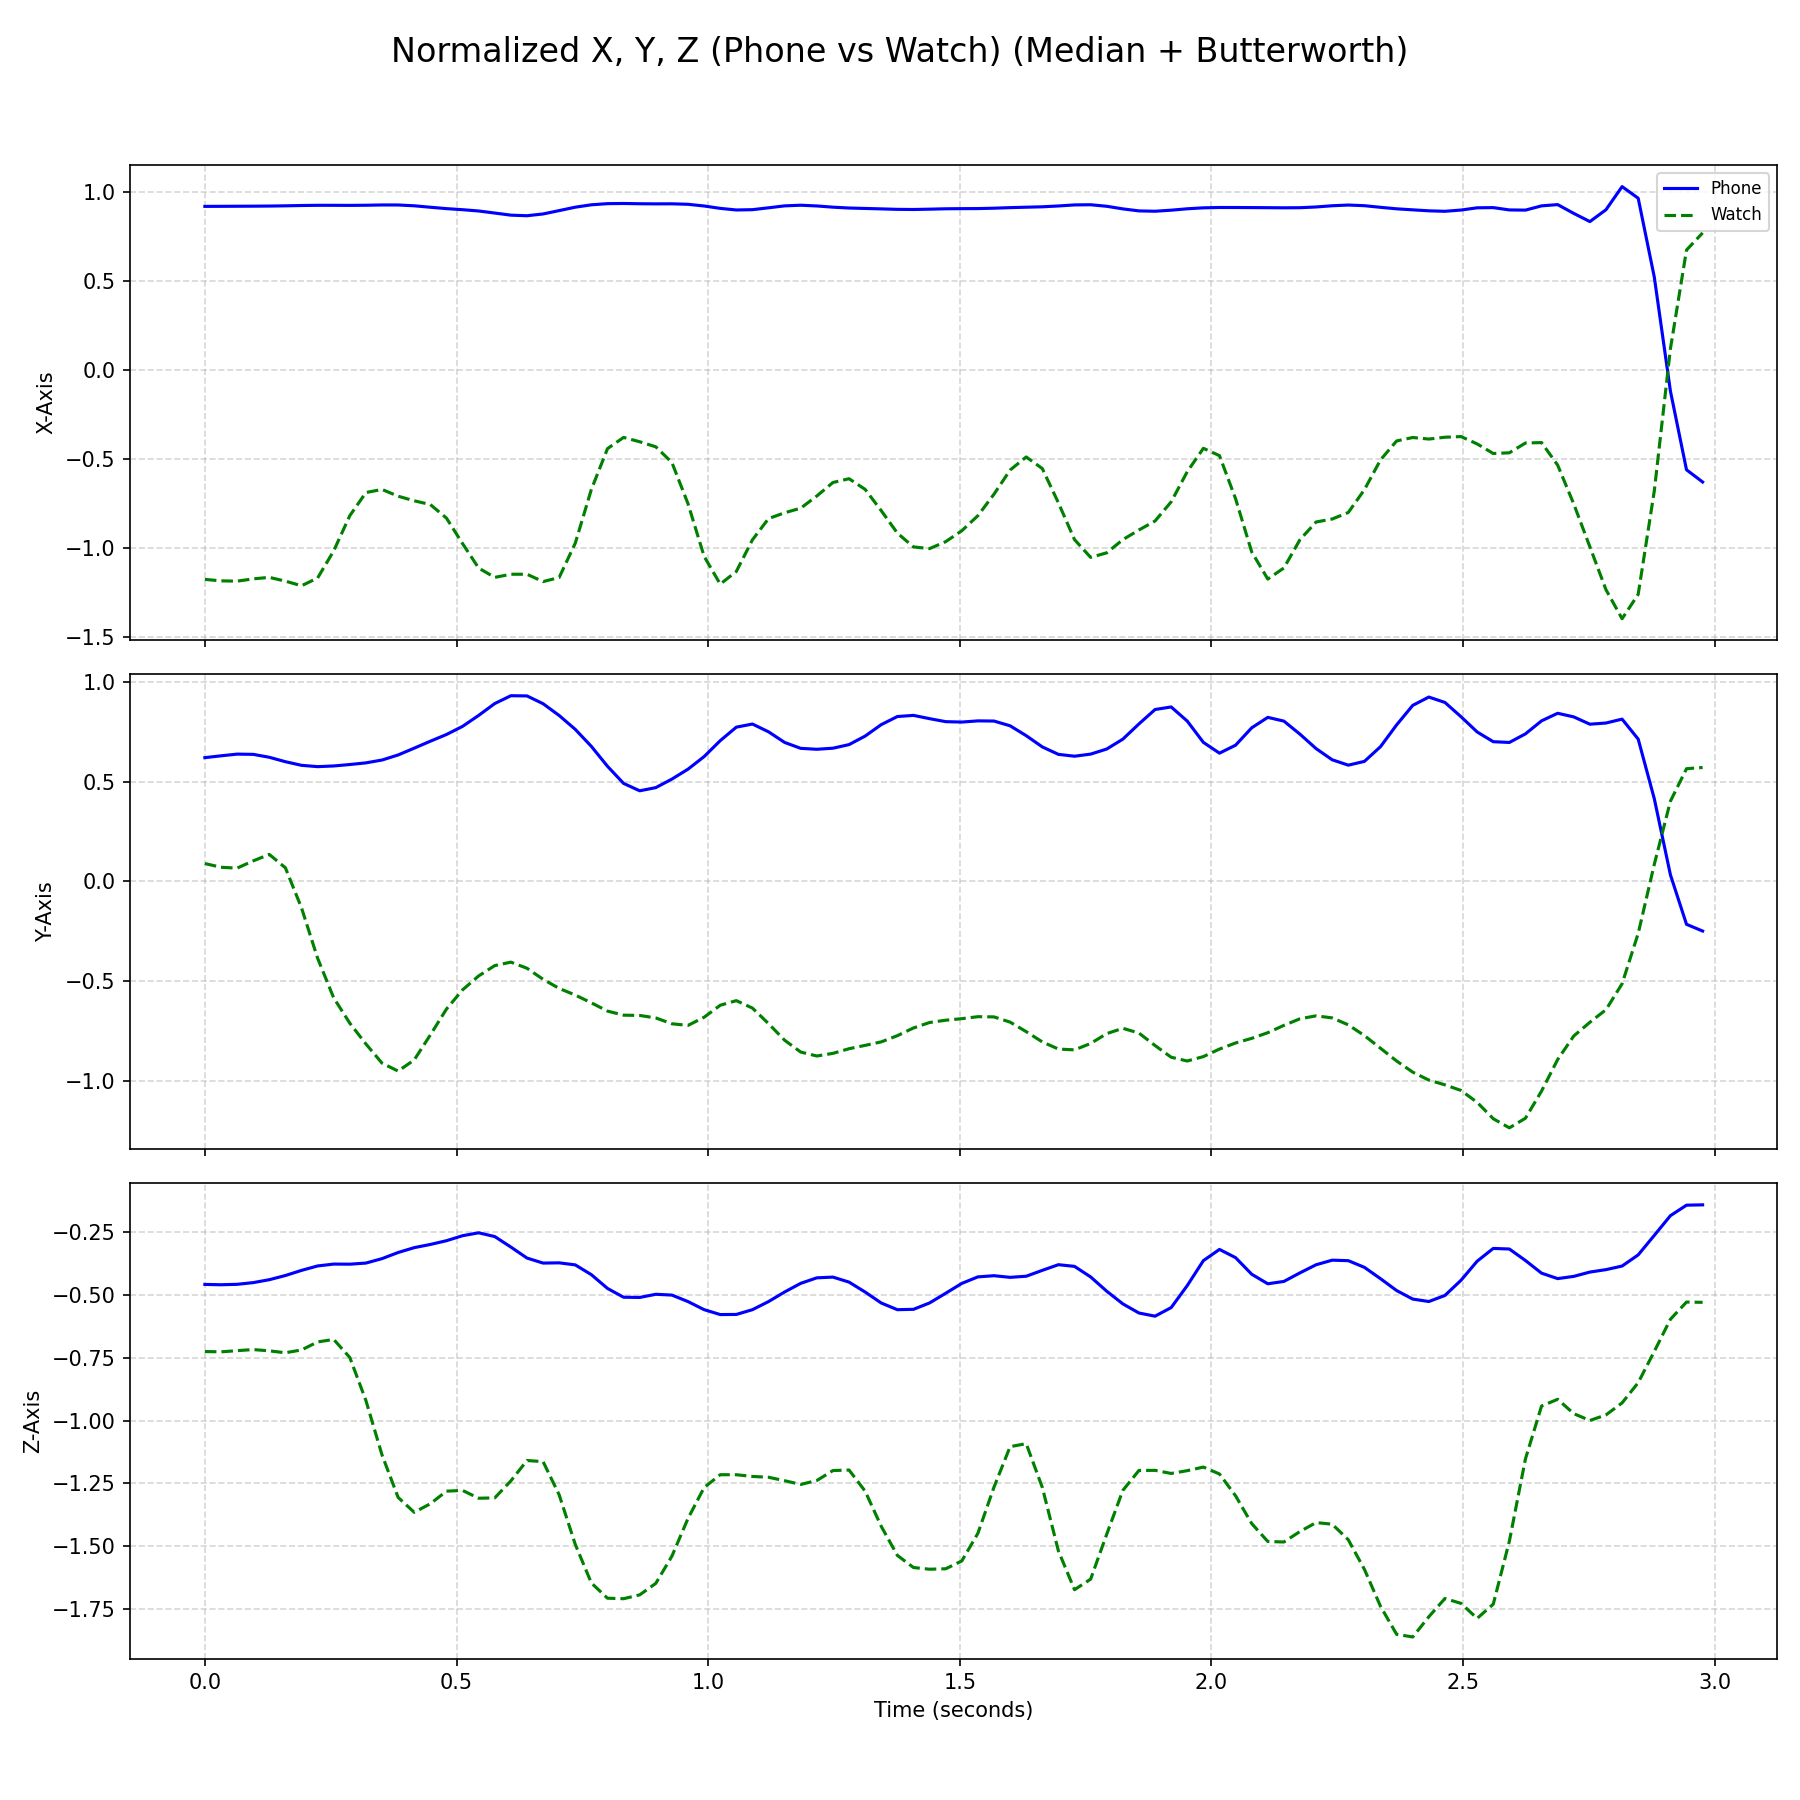 Normalized X, Y, Z (Phone vs Watch) (Median + Butterworth)
Phone
Watch
1.0
0.5
0.0
−0.5
−1.0
−1.5
X-Axis
1.0
0.5
0.0
−0.5
−1.0
Y-Axis
−0.25
−0.50
−0.75
−1.00
−1.25
−1.50
−1.75
Z-Axis
0.0 0.5 1.0 1.5 2.0 2.5 3.0
Time (seconds)